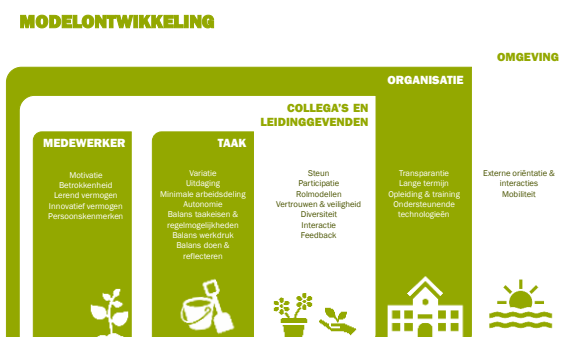 MODELONTWIKKELING
OMGEVING
ORGANISATIE
COLLEGA'S EN
LEIDINGGEVENDEN
MEDEWERKER
TAAK
Motivatie
Betrokkenheid
Lerend vermogen
Innovatief vermogen
Persoonskenmerken
Variatie
Uitdaging
Minimale arbeidsdeling
Autonomie
Balans taakeisen &
regelmogelijkheden
Balans werkdruk
Balans doen &
reflecteren
Steun
Participatie
Rolmodellen
Vertrouwen & veiligheid
Diversiteit
Interactie
Feedback
Transparantie
Lange termijn
Opleiding & training
Ondersteunende
technologieën
Externe oriëntatie &
interacties
Mobiliteit